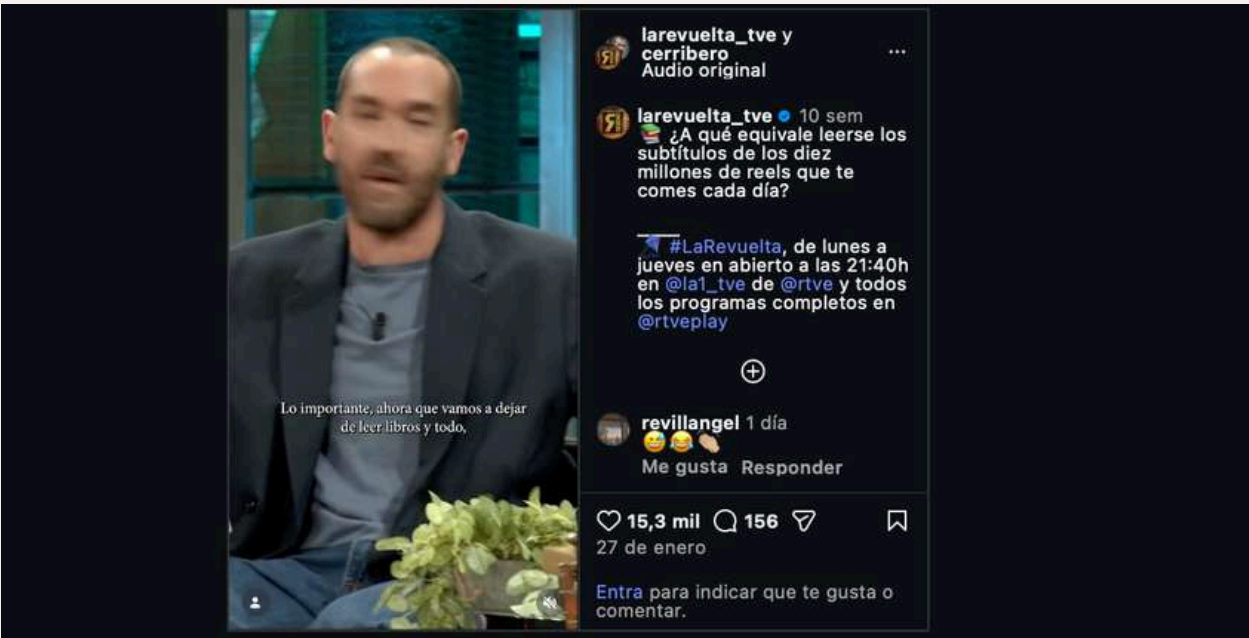 Lo importante, ahora que vamos a dejar
de leer libros y todo,
larevuelta_tve y
cerribero
Audio original
larevuelta_tve 10 sem
📚 ¿A qué equivale leerse los
subtítulos de los diez
millones de reels que te
comes cada día?
#LaRevuelta, de lunes a
jueves en abierto a las 21:40h
en @la1_tve de @rtve y todos
los programas completos en
@rtveplay
revillangel 1 día
😅😂👏🏼
Me gusta Responder
15,3 mil 156
27 de enero
Entra para indicar que te gusta o
comentar.